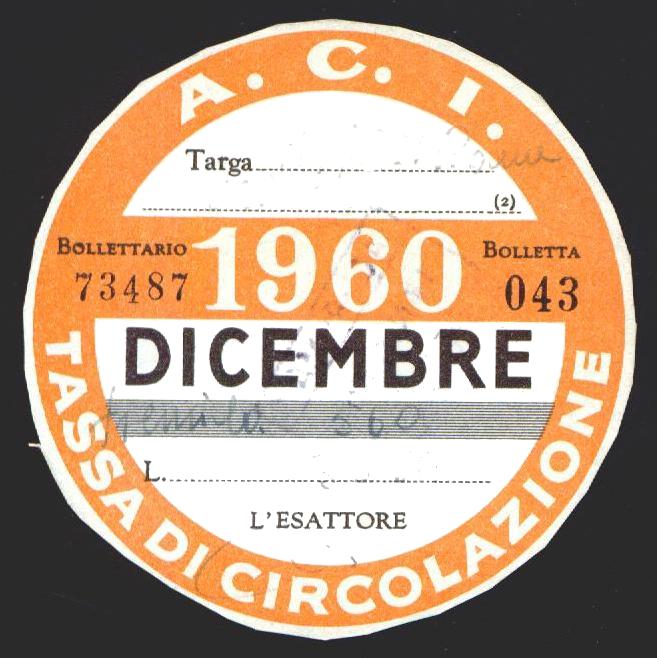 A. C. I.
Targa
(2)
BOLLETTARIO 1960 BOLLETTA
73487 043
DICEMBRE
L.
L'ESATTORE
TASSA DI CIRCOLAZIONE